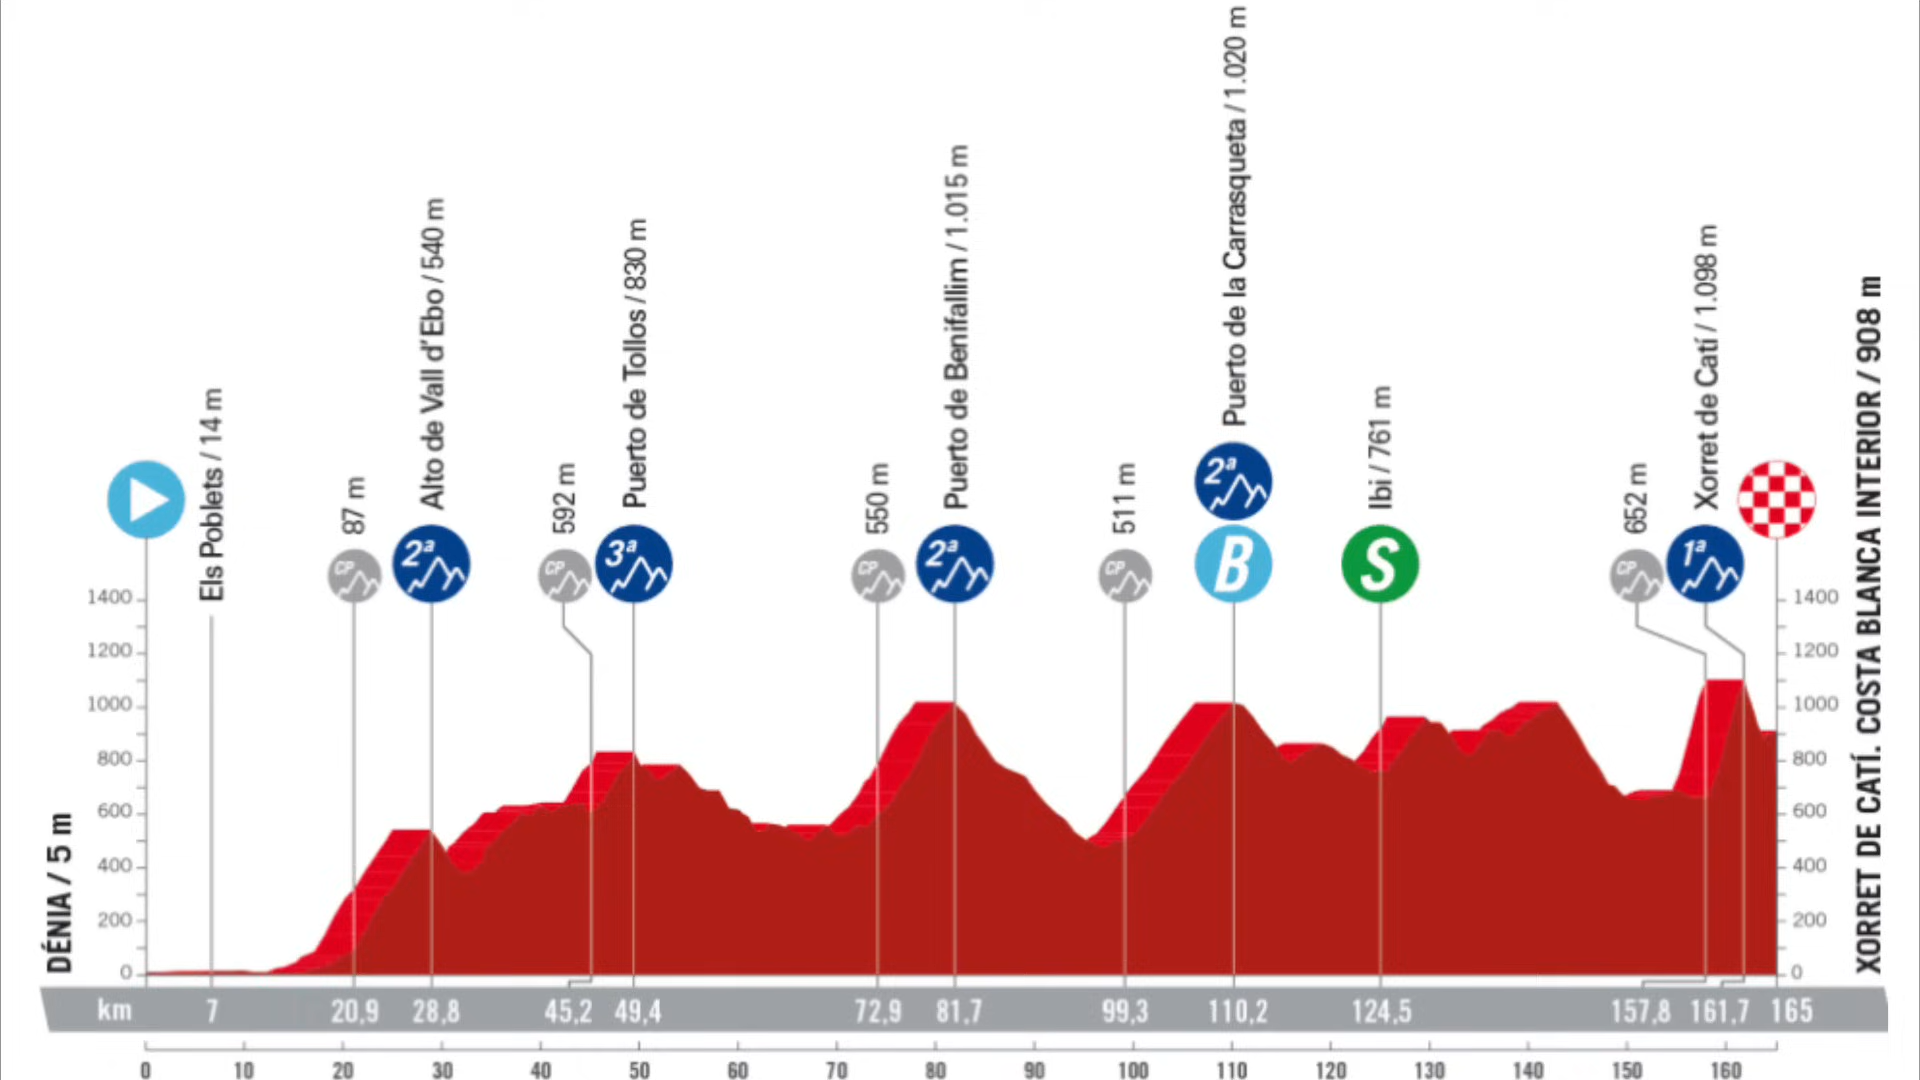 Els Poblets / 14 m
87 m
Alto de Vall d'Ebo / 540 m
592 m
Puerto de Tollos / 830 m
550 m
Puerto de Benifallim / 1.015 m
511 m
Puerto de la Carrasqueta / 1.020 m
Ibi / 761 m
652 m
Xorret de Catí / 1.098 m
CP
2ª
CP
3ª
CP
2ª
CP
2ª
B
S
CP
1ª
DÉNIA / 5 m
XORRET DE CATÍ. COSTA BLANCA INTERIOR / 908 m
1400 1400
1200 1200
1000 1000
800 800
600 600
400 400
200 200
0 0
km 7 20,9 28,8 45,2 49,4 72,9 81,7 99,3 110,2 124,5 157,8 161,7 165
0 10 20 30 40 50 60 70 80 90 100 110 120 130 140 150 160